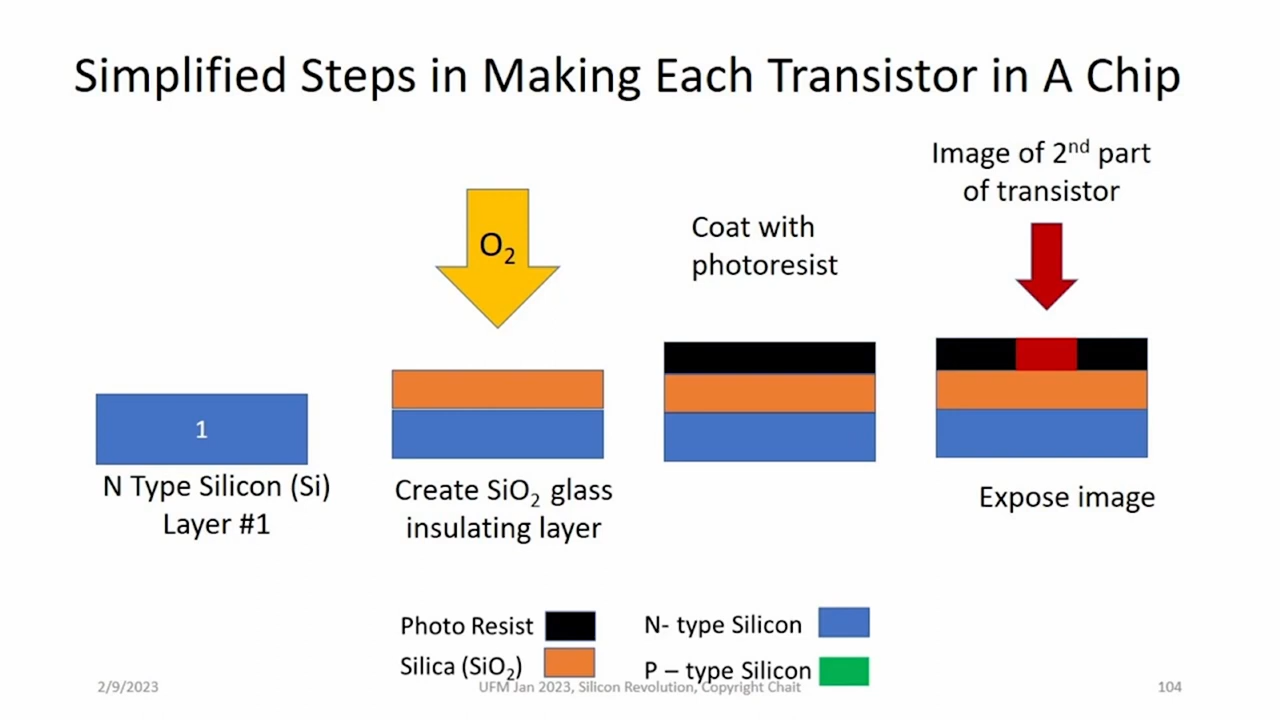 Simplified Steps in Making Each Transistor in A Chip
Image of 2nd part
of transistor
O2
Coat with
photoresist
1
N Type Silicon (Si)
Layer #1
Create SiO2 glass
insulating layer
Expose image
Photo Resist
N- type Silicon
Silica (SiO2)
P – type Silicon
2/9/2023
UFM Jan 2023, Silicon Revolution, Copyright Chait
104